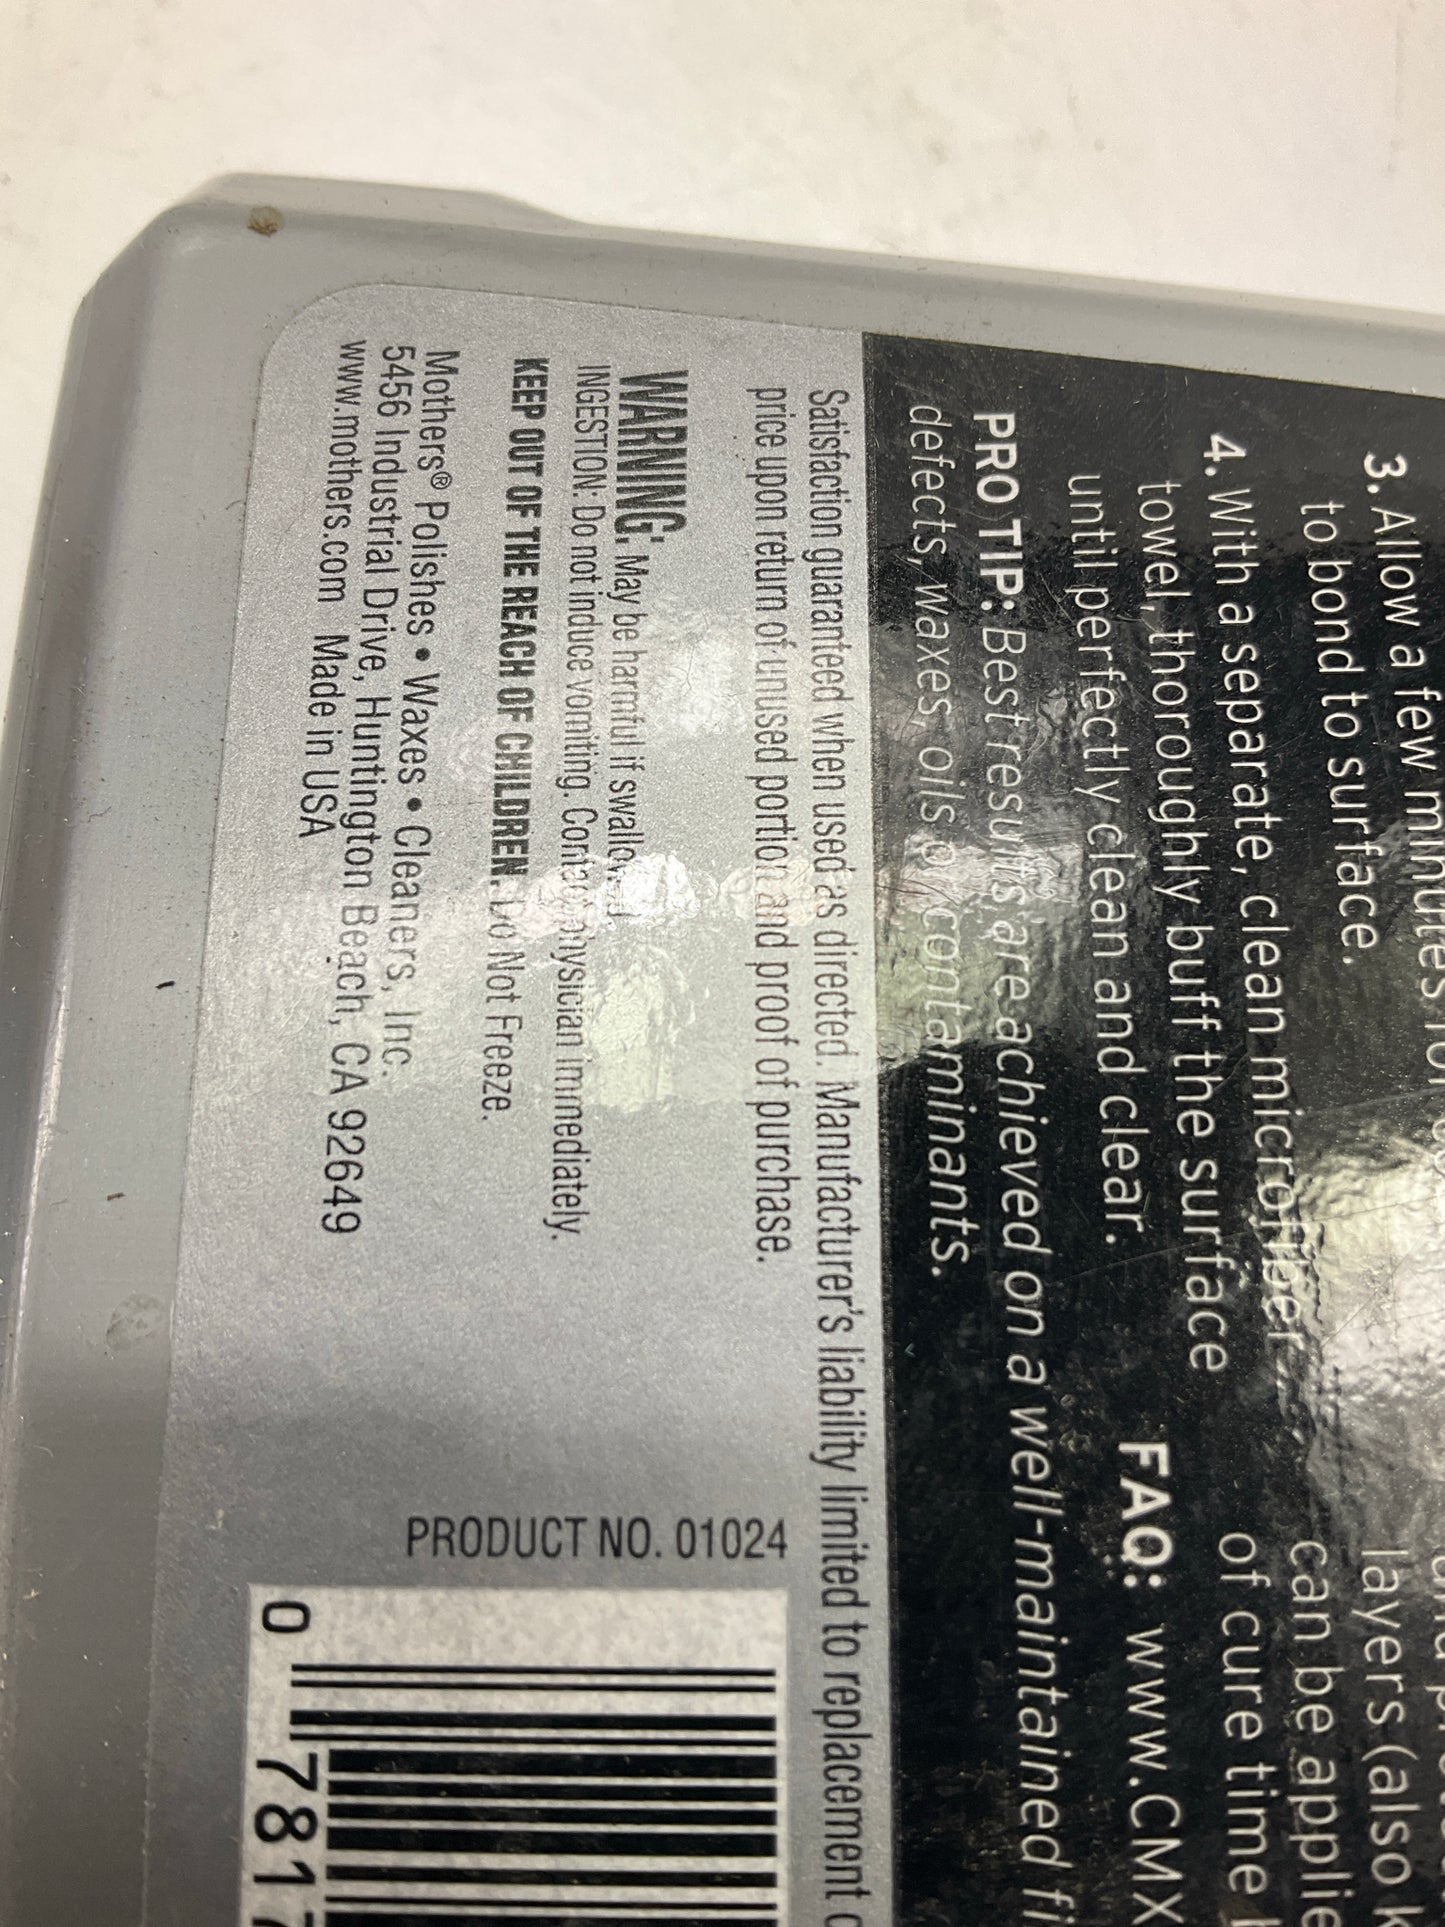 3. Allow a few minutes for
to bond to surface.
4. With a separate, clean microfiber
towel, thoroughly buff the surface
until perfectly clean and clear.
PRO TIP: Best results are achieved on a well-maintained
defects, waxes, oils or contaminants.
layers (also
can be
of cure time
FAQ: www.CMX
Satisfaction guaranteed when used as directed. Manufacturer's liability limited to replacement
price upon return of unused portion and proof of purchase.
WARNING: May be harmful if swallowed
INGESTION: Do not induce vomiting. Contact physician immediately.
KEEP OUT OF THE REACH OF CHILDREN. Do Not Freeze.
Mothers® Polishes • Waxes • Cleaners, Inc.
5456 Industrial Drive, Huntington Beach, CA 92649
www.mothers.com Made in USA
PRODUCT NO. 01024
0 7817